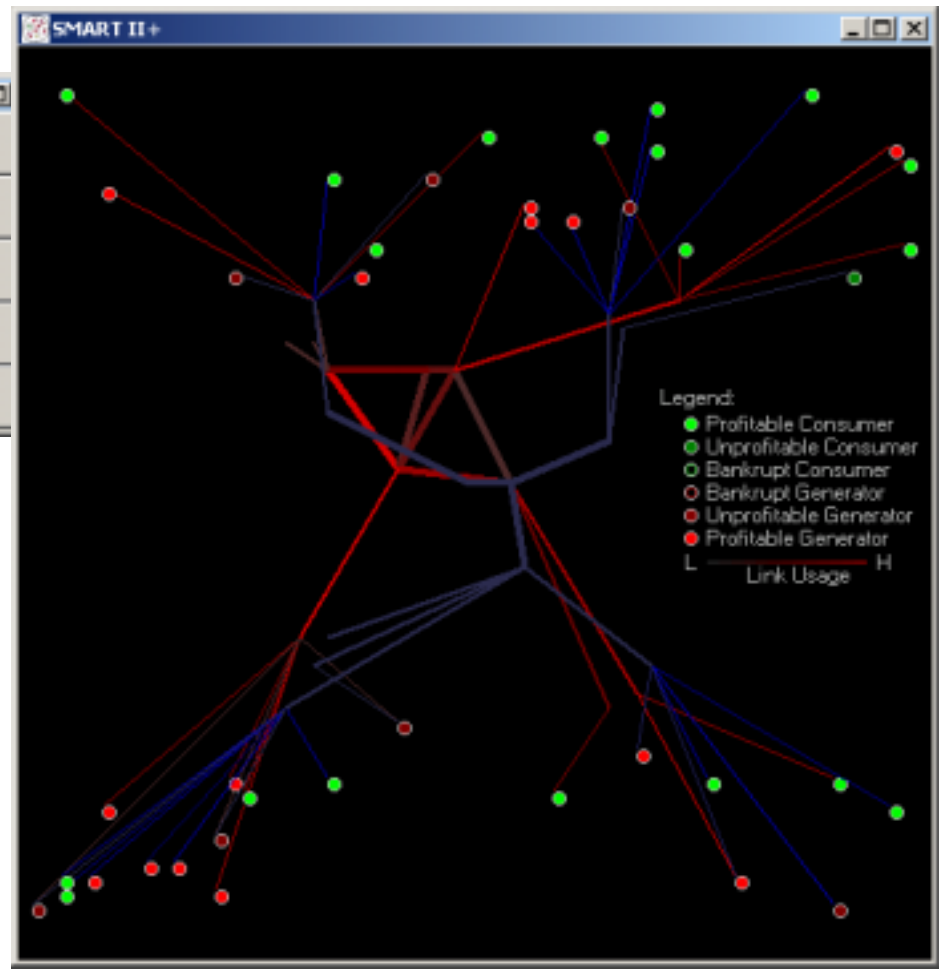 SMART II+
Legend:
Profitable Consumer
Unprofitable Consumer
Bankrupt Consumer
Bankrupt Generator
Unprofitable Generator
Profitable Generator
L H
Link Usage